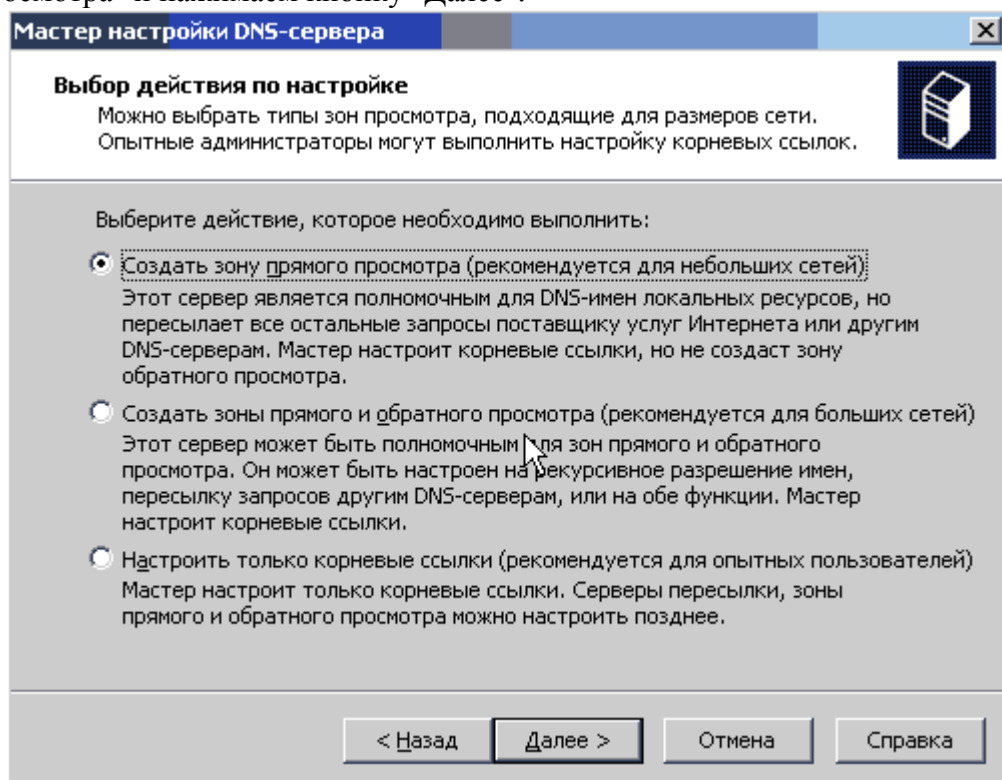 осмотра" и нажимаем кнопку "Далее".
Мастер настройки DNS-сервера
Выбор действия по настройке
Можно выбрать типы зон просмотра, подходящие для размеров сети.
Опытные администраторы могут выполнить настройку корневых ссылок.
Выберите действие, которое необходимо выполнить:
Создать зону прямого просмотра (рекомендуется для небольших сетей)
Этот сервер является полномочным для DNS-имен локальных ресурсов, но
пересылает все остальные запросы поставщику услуг Интернета или другим
DNS-серверам. Мастер настроит корневые ссылки, но не создаст зону
обратного просмотра.
Создать зоны прямого и обратного просмотра (рекомендуется для больших сетей)
Этот сервер может быть полномочным для зон прямого и обратного
просмотра. Он может быть настроен на рекурсивное разрешение имен,
пересылку запросов другим DNS-серверам, или на обе функции. Мастер
настроит корневые ссылки.
Настроить только корневые ссылки (рекомендуется для опытных пользователей)
Мастер настроит только корневые ссылки. Серверы пересылки, зоны
прямого и обратного просмотра можно настроить позднее.
< Назад Далее > Отмена Справка